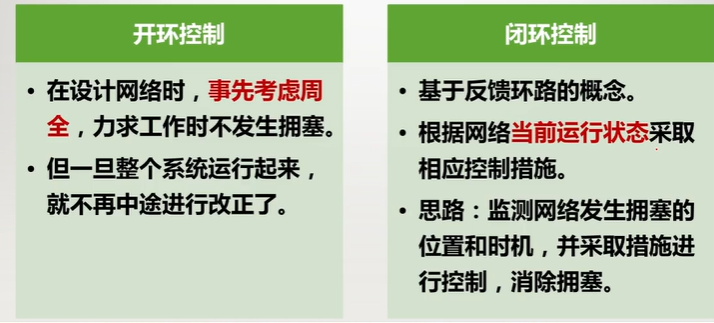 开环控制
• 在设计网络时，事先考虑周
全，力求工作时不发生拥塞。
• 但一旦整个系统运行起来，
就不再中途进行改正了。
闭环控制
• 基于反馈环路的概念。
• 根据网络当前运行状态采取
相应控制措施。
• 思路：监测网络发生拥塞的
位置和时机，并采取措施进
行控制，消除拥塞。